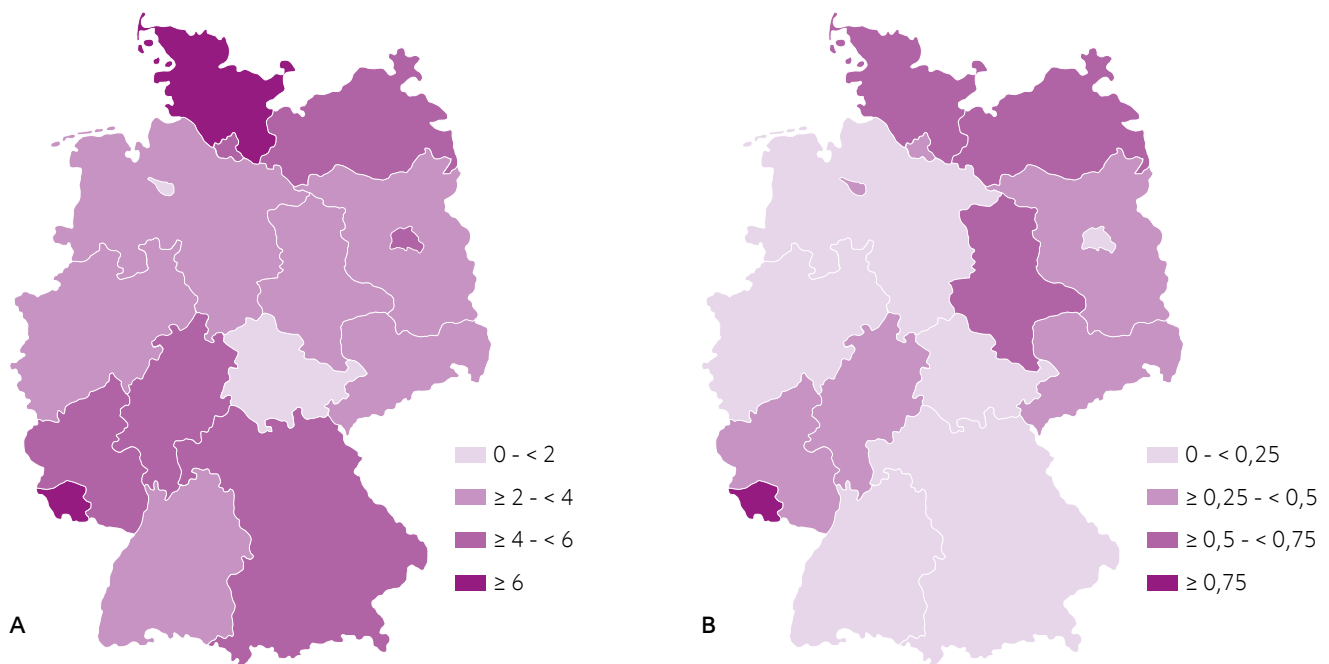 0 - < 2
≥ 2 - < 4
≥ 4 - < 6
≥ 6
A
0 - < 0,25
≥ 0,25 - < 0,5
≥ 0,5 - < 0,75
≥ 0,75
B